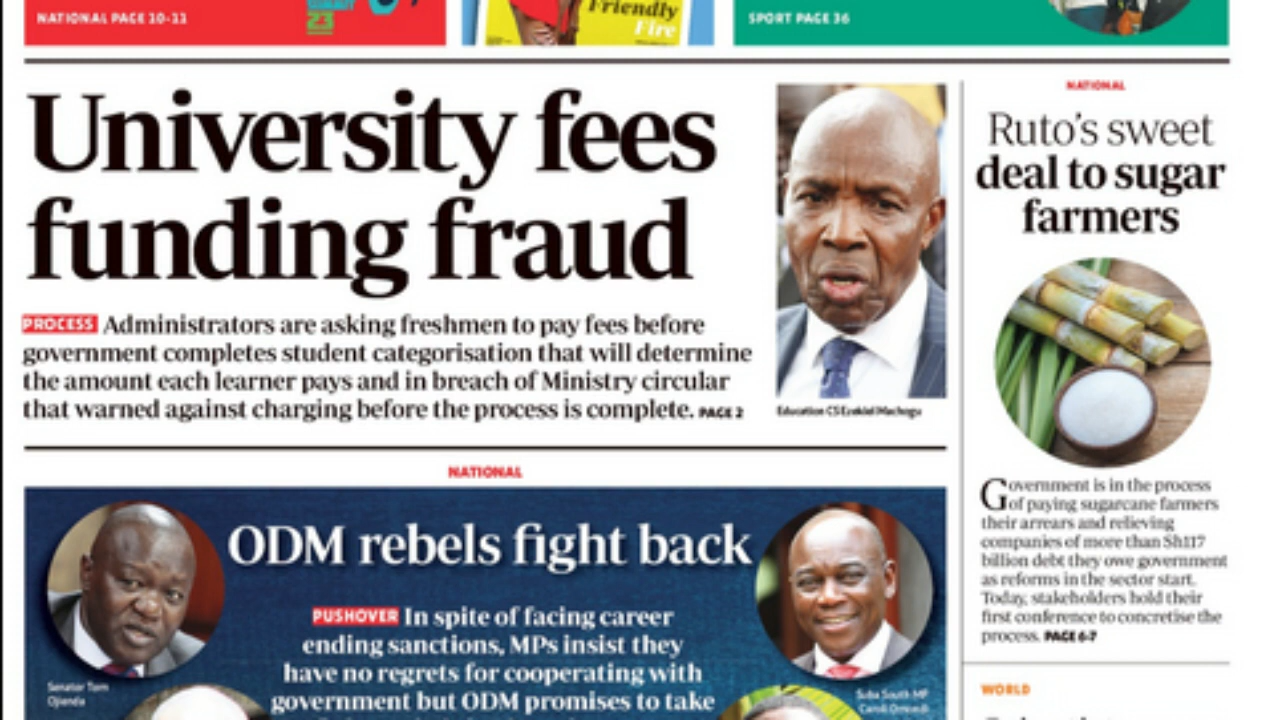 NATIONAL PAGE 10-11
Friendly
Fire
SPORT PAGE 36
University fees
funding fraud
PROCESS Administrators are asking freshmen to pay fees before
government completes student categorisation that will determine
the amount each learner pays and in breach of Ministry circular
that warned against charging before the process is complete. PAGE 2
Education CS Ezekiel Machogu
NATIONAL
Ruto's sweet
deal to sugar
farmers
Government is in the process
of paying sugarcane farmers
their arrears and relieving
companies of more than Sh117
billion debt they owe government
as reforms in the sector start.
Today, stakeholders hold their
first conference to concretise the
process. PAGE 6-7
WORLD
NATIONAL
ODM rebels fight back
PUSHOVER In spite of facing career
ending sanctions, MPs insist they
have no regrets for cooperating with
government but ODM promises to take
Senator Tom
Ojienda
Suba South MP
Caroli Omondi